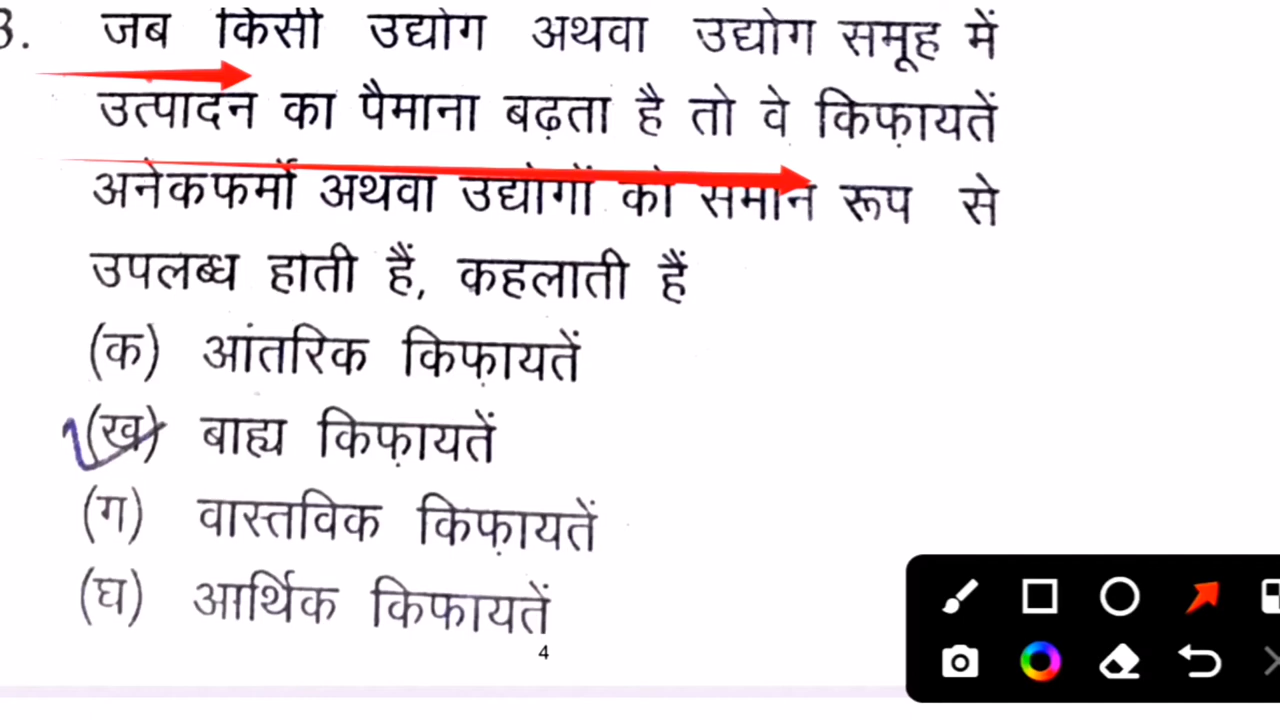 3. जब किसी उद्योग अथवा उद्योग समूह में
उत्पादन का पैमाना बढ़ता है तो वे किफ़ायतें
अनेकफर्मो अथवा उद्योगों को समान रूप से
उपलब्ध होती हैं, कहलाती हैं
(क) आंतरिक किफ़ायतें
(ख) बाह्य किफ़ायतें
(ग) वास्तविक किफ़ायतें
(घ) आर्थिक किफायतें
4